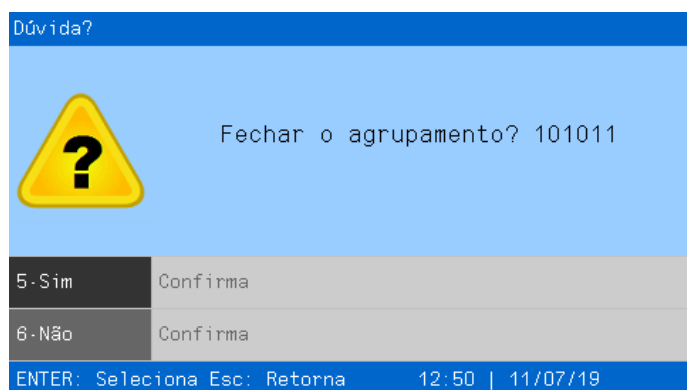 Dúvida?
?
Fechar o agrupamento? 101011
5-Sim Confirma
6-Não Confirma
ENTER: Seleciona Esc: Retorna 12:50 | 11/07/19